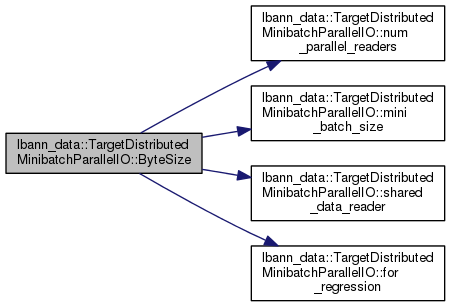 lbann_data::TargetDistributed
MinibatchParallelIO::ByteSize
lbann_data::TargetDistributed
MinibatchParallelIO::num
_parallel_readers
lbann_data::TargetDistributed
MinibatchParallelIO::mini
_batch_size
lbann_data::TargetDistributed
MinibatchParallelIO::shared
_data_reader
lbann_data::TargetDistributed
MinibatchParallelIO::for
_regression